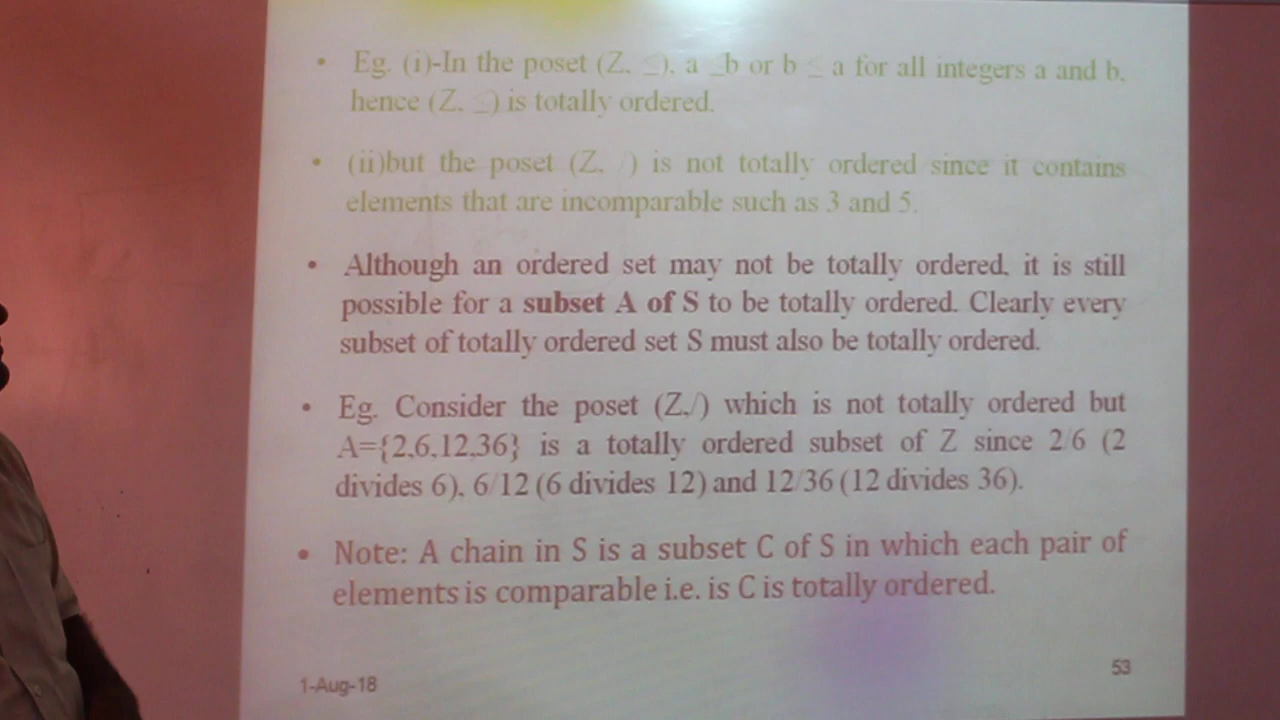 • Eg. (i)-In the poset (Z, ≤), a ≤b or b ≤ a for all integers a and b,
hence (Z, ≤) is totally ordered.
• (ii)but the poset (Z, /) is not totally ordered since it contains
elements that are incomparable such as 3 and 5.
• Although an ordered set may not be totally ordered, it is still
possible for a subset A of S to be totally ordered. Clearly every
subset of totally ordered set S must also be totally ordered.
• Eg. Consider the poset (Z,/) which is not totally ordered but
A={2,6,12,36} is a totally ordered subset of Z since 2/6 (2
divides 6), 6/12 (6 divides 12) and 12/36 (12 divides 36).
• Note: A chain in S is a subset C of S in which each pair of
elements is comparable i.e. is C is totally ordered.
1-Aug-18
53